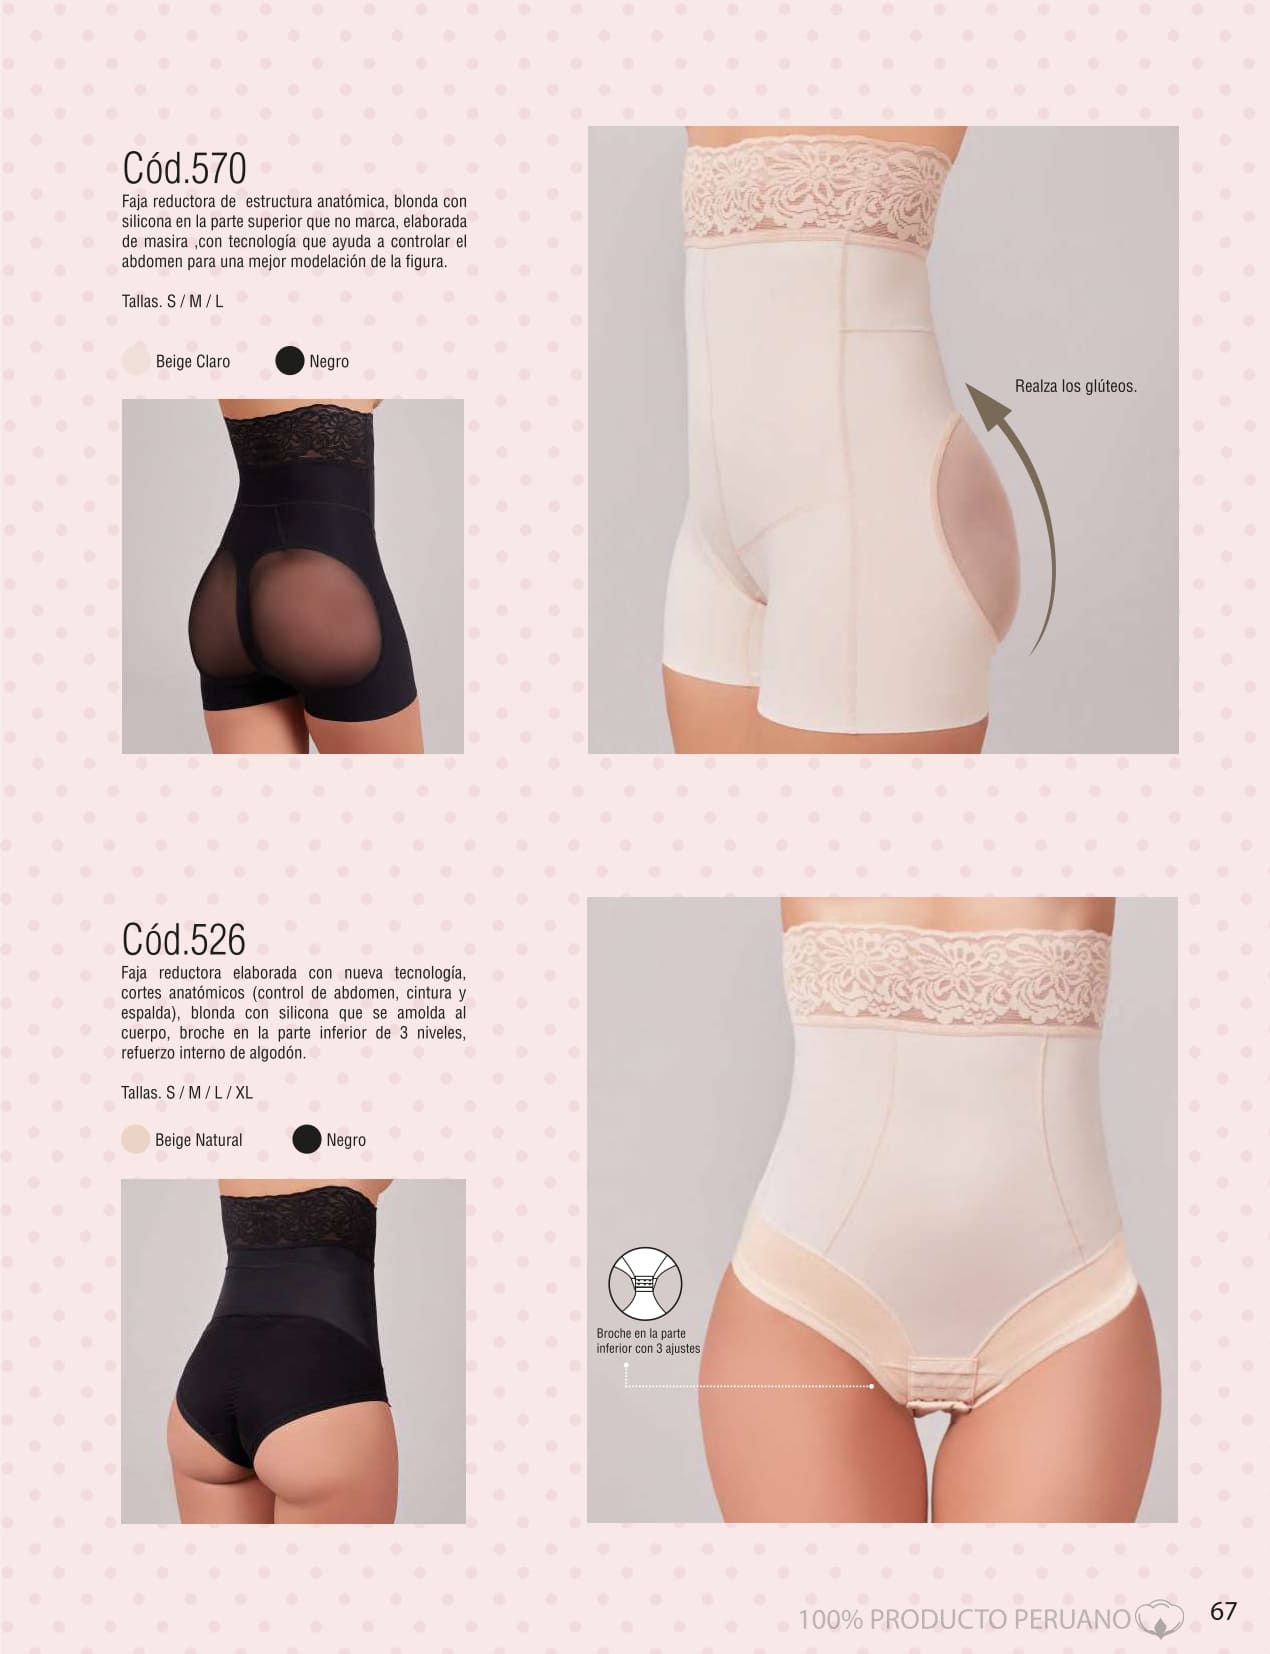 Cód.570
Faja reductora de estructura anatómica, blonda con
silicona en la parte superior que no marca, elaborada
de masira ,con tecnología que ayuda a controlar el
abdomen para una mejor modelación de la figura.
Tallas. S / M / L
Beige Claro
Negro
Realza los glúteos.
Cód.526
Faja reductora elaborada con nueva tecnología,
cortes anatómicos (control de abdomen, cintura y
espalda), blonda con silicona que se amolda al
cuerpo, broche en la parte inferior de 3 niveles,
refuerzo interno de algodón.
Tallas. S / M / L / XL
Beige Natural
Negro
Broche en la parte
inferior con 3 ajustes
100% PRODUCTO PERUANO
67